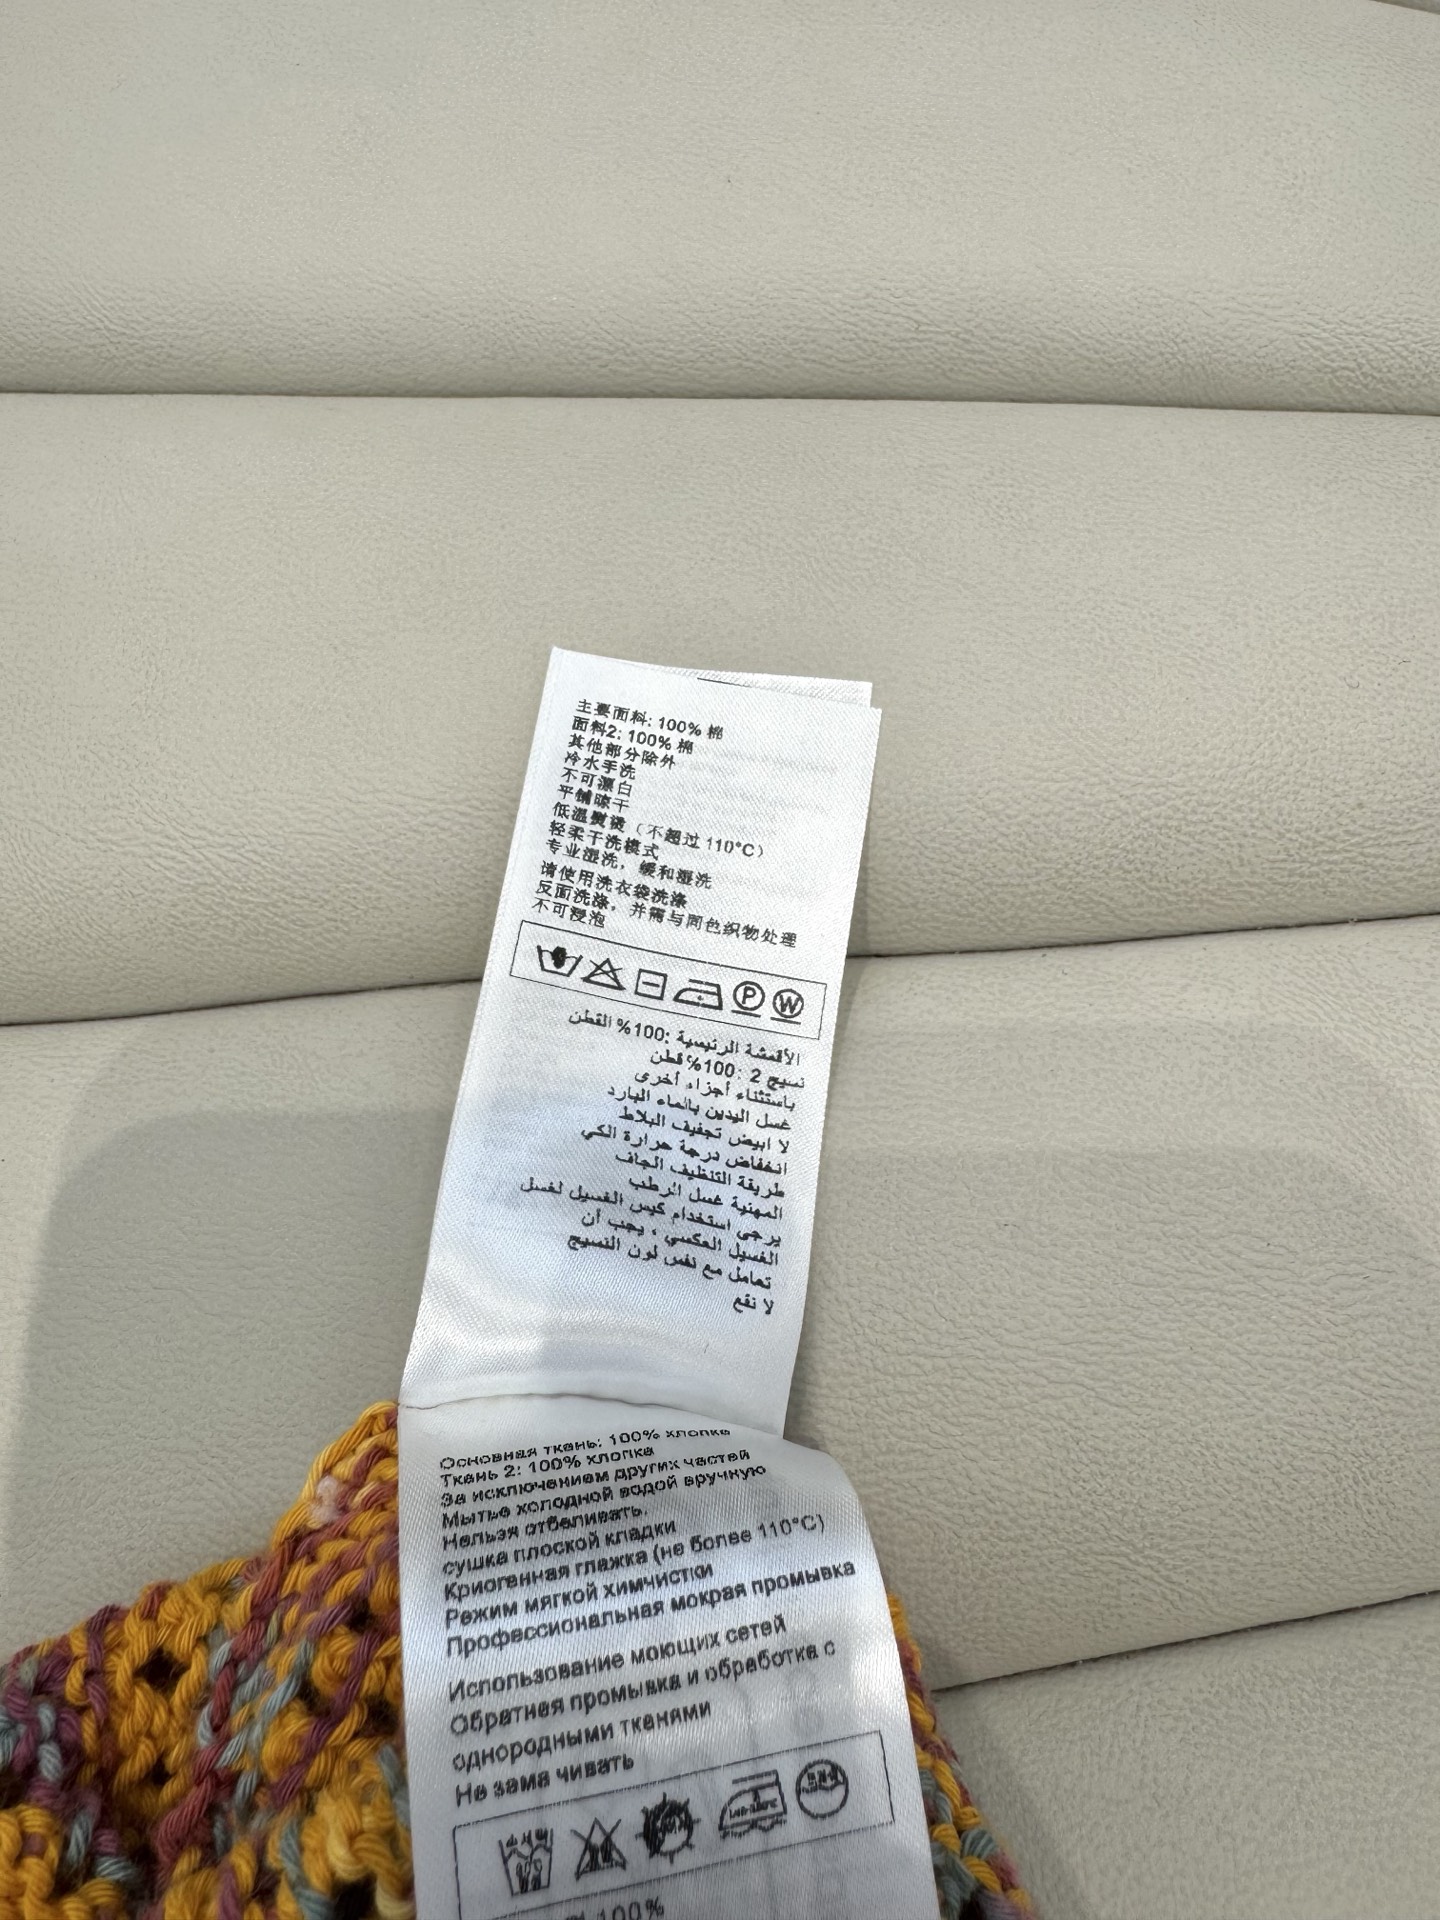 主要面料: 100% 棉
面料2: 100% 棉
其他部分除外
冷水手洗
不可漂白
平铺晾干
低温熨烫（不超过110°C）
轻柔干洗模式
专业湿洗，缓和湿洗
请使用洗衣袋洗涤
反面洗涤，并需与同色织物处理
不可浸泡
P W
الأقمشة الرئيسية :100% القطن
نسيج 2 :100% قطن
باستثناء أجزاء أخرى
غسل اليدين بالماء البارد
لا ابيض تجفيف البلاط
انخفاض درجة حرارة الكي
طريقة التنظيف الجاف
المهنية غسل الرطب
يرجى استخدام كيس الغسيل لغسل
الغسيل العكسي ، يجب أن
تعامل مع نفس لون النسيج
لا نقع
Основная ткань: 100% хлопка
Ткань 2: 100% хлопка
За исключением других частей
Мытье холодной водой вручную
Нельзя отбеливать.
сушка плоской кладки
Криогенная глажка (не более 110°C)
Режим мягкой химчистки
Профессиональная мокрая промывка
Использование моющих сетей
Обратная промывка и обработка с
однородными тканями
Не зама чивать
100%